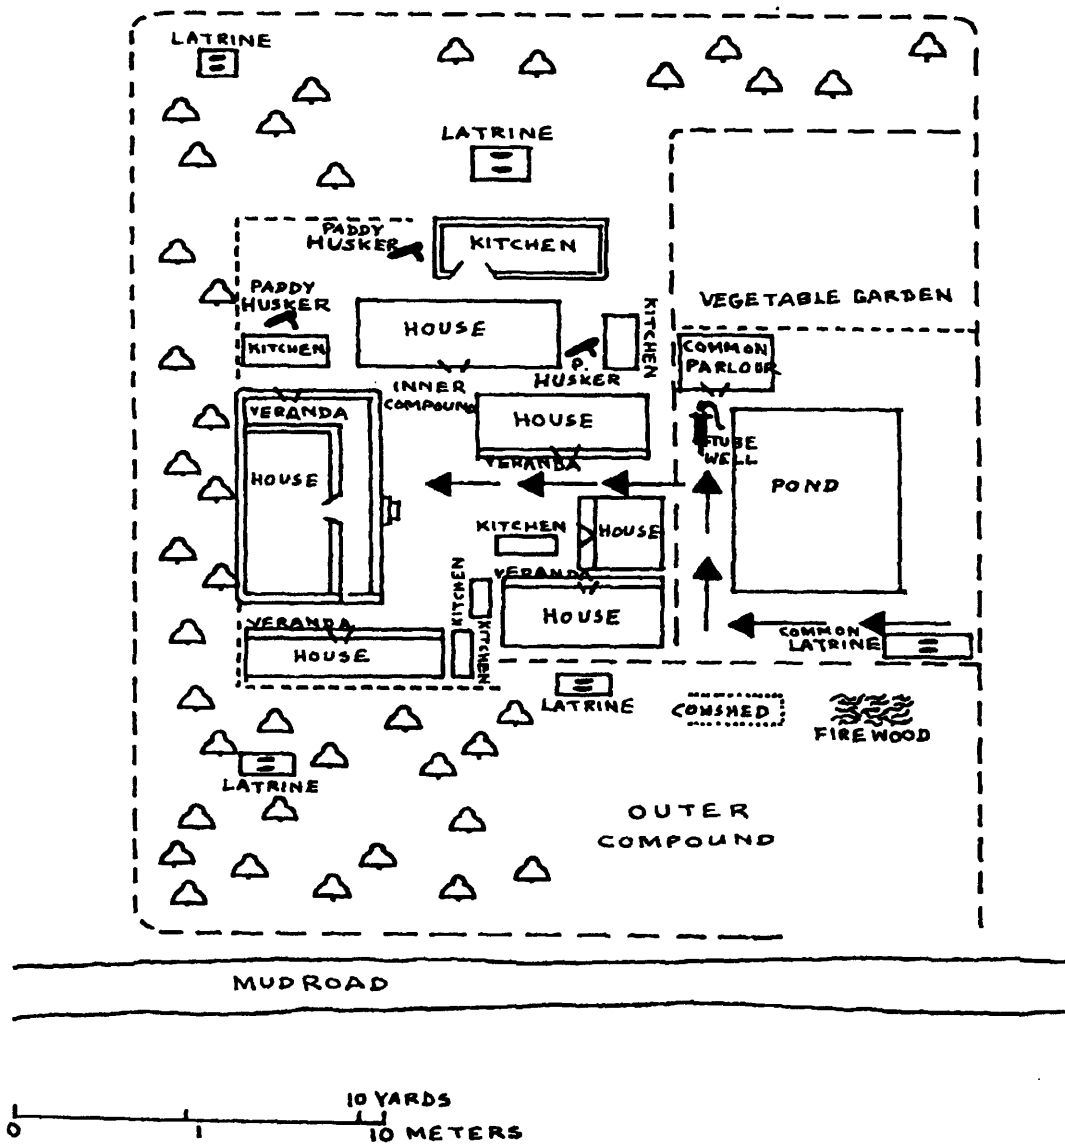 LATRINE
LATRINE
PADDY
HUSKER
KITCHEN
PADDY
HUSKER
KITCHEN
HOUSE
P.
HUSKER
KITCHEN
VEGETABLE GARDEN
COMMON
PARLOUR
INNER
COMPOUND
VERANDA
HOUSE
HOUSE
VERANDA
TUBE
WELL
POND
KITCHEN
HOUSE
VERANDA
HOUSE
KITCHEN
KITCHEN
VERANDA
HOUSE
COMMON
LATRINE
LATRINE
COWSHED
FIREWOOD
LATRINE
OUTER
COMPOUND
MUD ROAD
10 YARDS
0 1 10 METERS